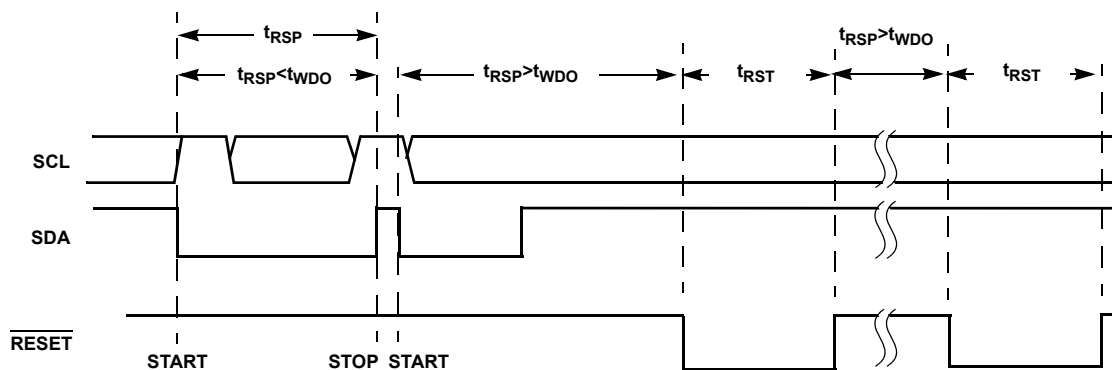 tRSP
tRSP>tWDO
tRSP<tWDO
tRSP>tWDO
tRST
tRST
SCL
SDA
RESET
START
STOP
START